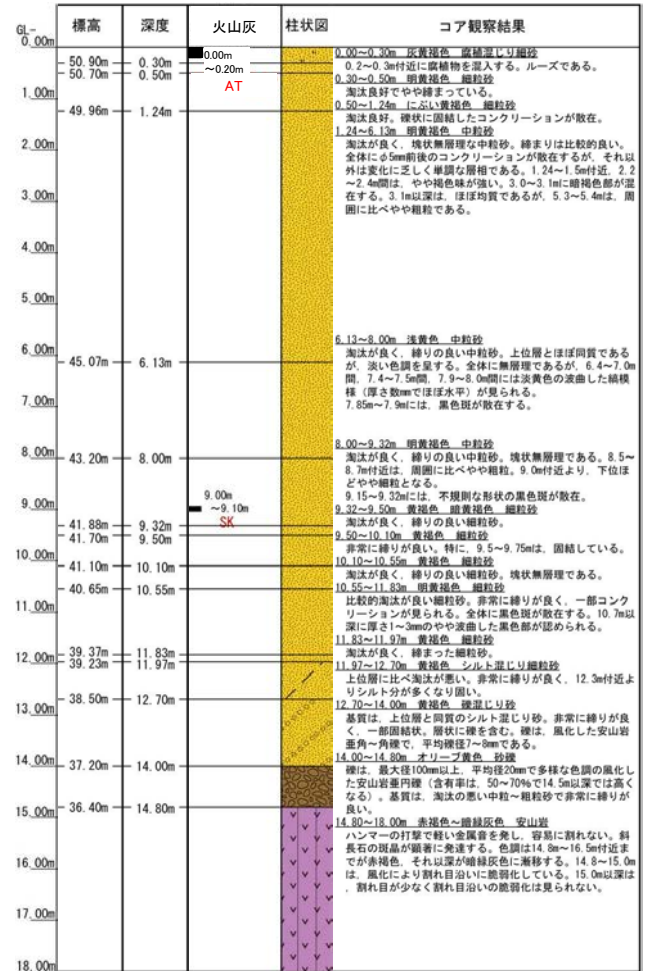 標高 深度 火山灰 柱状図 コア観察結果
GL-
0.00m
1.00m
2.00m
3.00m
4.00m
5.00m
6.00m
7.00m
8.00m
9.00m
10.00m
11.00m
12.00m
13.00m
14.00m
15.00m
16.00m
17.00m
18.00m
50.90m 0.30m
50.70m 0.50m
49.96m 1.24m
45.07m 6.13m
43.20m 8.00m
41.88m 9.32m
41.70m 9.50m
41.10m 10.10m
40.65m 10.55m
39.37m 11.83m
39.23m 11.97m
38.50m 12.70m
37.20m 14.00m
36.40m 14.80m
0.00m
～0.20m
AT
9.00m
～9.10m
SK
0.00～0.30m 灰黄褐色 腐植混じり細砂
0.2～0.3m付近に腐植物を混入する。ルーズである。
0.30～0.50m 明黄褐色 細粒砂
淘汰良好でやや締まっている。
0.50～1.24m にぶい黄褐色 細粒砂
淘汰良好。礫状に固結したコンクリーションが散在。
1.24～6.13m 明黄褐色 中粒砂
淘汰が良く、塊状無層理な中粒砂。締まりは比較的良い。
全体にφ5mm前後のコンクリーションが散在するが、それ以
外は変化に乏しく単調な層相である。1.24～1.5m付近、2.2
～2.4m間は、やや褐色味が強い。3.0～3.1mに暗褐色部が混
在する。3.1m以深は、ほぼ均質であるが、5.3～5.4mは、周
囲に比べやや粗粒である。
6.13～8.00m 浅黄色 中粒砂
淘汰が良く、締りの良い中粒砂。上位層とほぼ同質である
が、淡い色調を呈する。全体に無層理であるが、6.4～7.0m
間、7.4～7.5m間、7.9～8.0m間には淡黄色の波曲した縞模
様（厚さ数mmでほぼ水平）が見られる。
7.85m～7.9mには、黒色斑が散在する。
8.00～9.32m 明黄褐色 中粒砂
淘汰が良く、締りの良い中粒砂。塊状無層理である。8.5～
8.7m付近は、周囲に比べやや粗粒。9.0m付近より、下位ほ
どやや細粒となる。
9.15～9.32mには、不規則な形状の黒色斑が散在。
9.32～9.50m 黄褐色 暗黄褐色 細粒砂
淘汰が良く、締りの良い細粒砂。
9.50～10.10m 黄褐色 細粒砂
非常に締りが良い。特に、9.5～9.75mは、固結している。
10.10～10.55m 黄褐色 細粒砂
淘汰が良く、締りの良い細粒砂。塊状無層理である。
10.55～11.83m 明黄褐色 細粒砂
比較的淘汰が良い細粒砂。非常に締りが良く、一部コンク
リーションが見られる。全体に黒色斑が散在する。10.7m以
深に厚さ1～3mmのやや波曲した黒色部が認められる。
11.83～11.97m 黄褐色 細粒砂
淘汰が良く、締まった細粒砂。
11.97～12.70m 黄褐色 シルト混じり細粒砂
上位層に比べ淘汰が悪い。非常に締りが良く、12.3m付近よ
りシルト分が多くなり固い。
12.70～14.00m 黄褐色 礫混じり砂
基質は、上位層と同質のシルト混じり砂。非常に締りが良
く、一部固結状。層状に礫を含む。礫は、風化した安山岩
亜角～角礫で、平均礫径7～8mmである。
14.00～14.80m オリーブ黄色 砂礫
礫は、最大径100mm以上、平均径20mmで多様な色調の風化し
た安山岩亜円礫（含有率は、50～70%で14.5m以深では高く
なる）。基質は、淘汰の悪い中粒～粗粒砂で非常に締りが
良い。
14.80～18.00m 赤褐色～暗緑灰色 安山岩
ハンマーの打撃で軽い金属音を発し、容易に割れない。斜
長石の斑晶が顕著に発達する。色調は14.8m～16.5m付近ま
でが赤褐色、それ以深が暗緑灰色に漸移する。14.8～15.0m
は、風化により割れ目沿いに脆弱化している。15.0m以深は
、割れ目が少なく割れ目沿いの脆弱化は見られない。